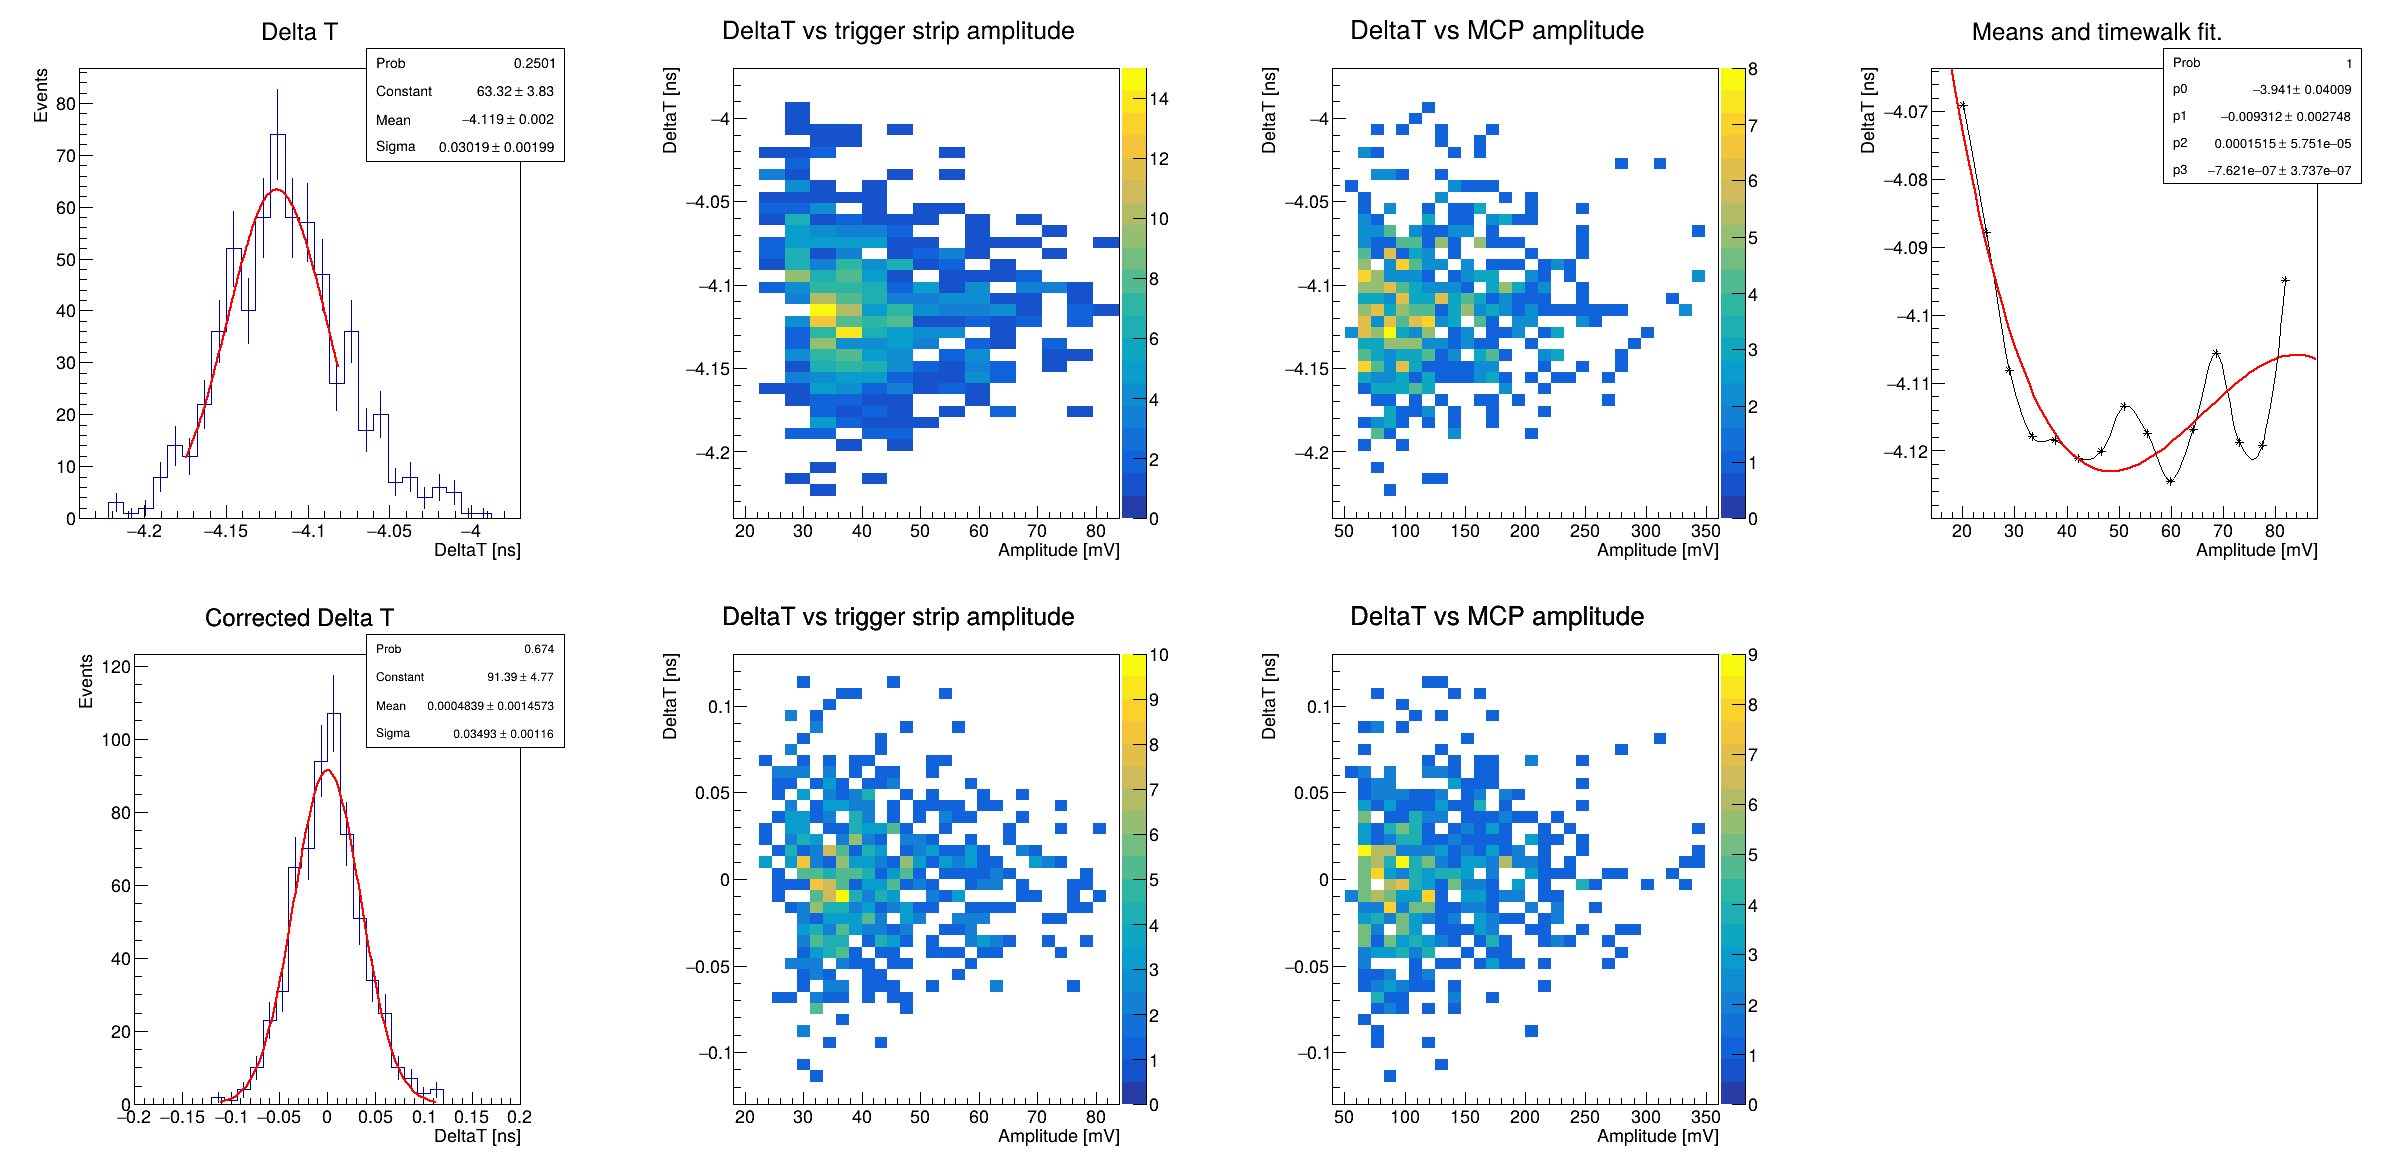 Delta T
Events
Prob 0.2501
Constant 63.32 ± 3.83
Mean −4.119 ± 0.002
Sigma 0.03019 ± 0.00199
80
70
60
50
40
30
20
10
0
−4.2 −4.15 −4.1 −4.05 −4
DeltaT [ns]
DeltaT vs trigger strip amplitude
DeltaT [ns]
−4
−4.05
−4.1
−4.15
−4.2
20 30 40 50 60 70 80
Amplitude [mV]
14
12
10
8
6
4
2
0
DeltaT vs MCP amplitude
DeltaT [ns]
−4
−4.05
−4.1
−4.15
−4.2
50 100 150 200 250 300 350
Amplitude [mV]
8
7
6
5
4
3
2
1
0
Means and timewalk fit.
DeltaT [ns]
Prob 1
p0 −3.941 ± 0.04009
p1 −0.009312 ± 0.002748
p2 0.0001515 ± 5.751e−05
p3 −7.621e−07 ± 3.737e−07
−4.07
−4.08
−4.09
−4.1
−4.11
−4.12
20 30 40 50 60 70 80
Amplitude [mV]
Corrected Delta T
Events
Prob 0.674
Constant 91.39 ± 4.77
Mean 0.0004839 ± 0.0014573
Sigma 0.03493 ± 0.00116
120
100
80
60
40
20
0
−0.2 −0.15 −0.1 −0.05 0 0.05 0.1 0.15 0.2
DeltaT [ns]
DeltaT vs trigger strip amplitude
DeltaT [ns]
0.1
0.05
0
−0.05
−0.1
20 30 40 50 60 70 80
Amplitude [mV]
10
9
8
7
6
5
4
3
2
1
0
DeltaT vs MCP amplitude
DeltaT [ns]
0.1
0.05
0
−0.05
−0.1
50 100 150 200 250 300 350
Amplitude [mV]
9
8
7
6
5
4
3
2
1
0